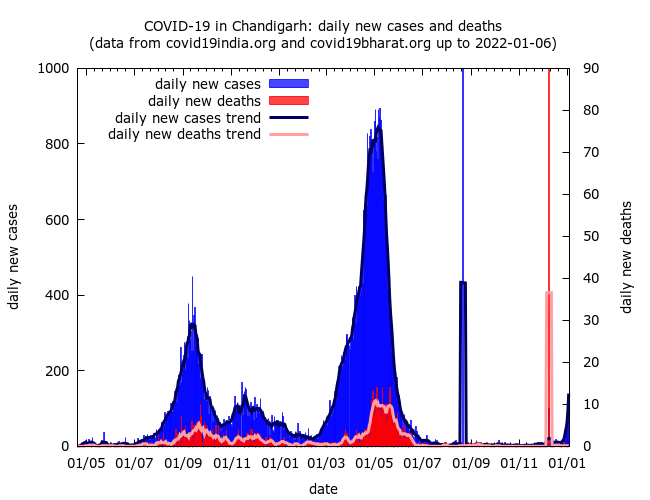 COVID-19 in Chandigarh: daily new cases and deaths
(data from covid19india.org and covid19bharat.org up to 2022-01-06)
daily new cases
daily new deaths
daily new cases trend
daily new deaths trend
daily new cases
1000
800
600
400
200
0
90
80
70
60
50
40
30
20
10
0
daily new deaths
01/05 01/07 01/09 01/11 01/01 01/03 01/05 01/07 01/09 01/11 01/01
date